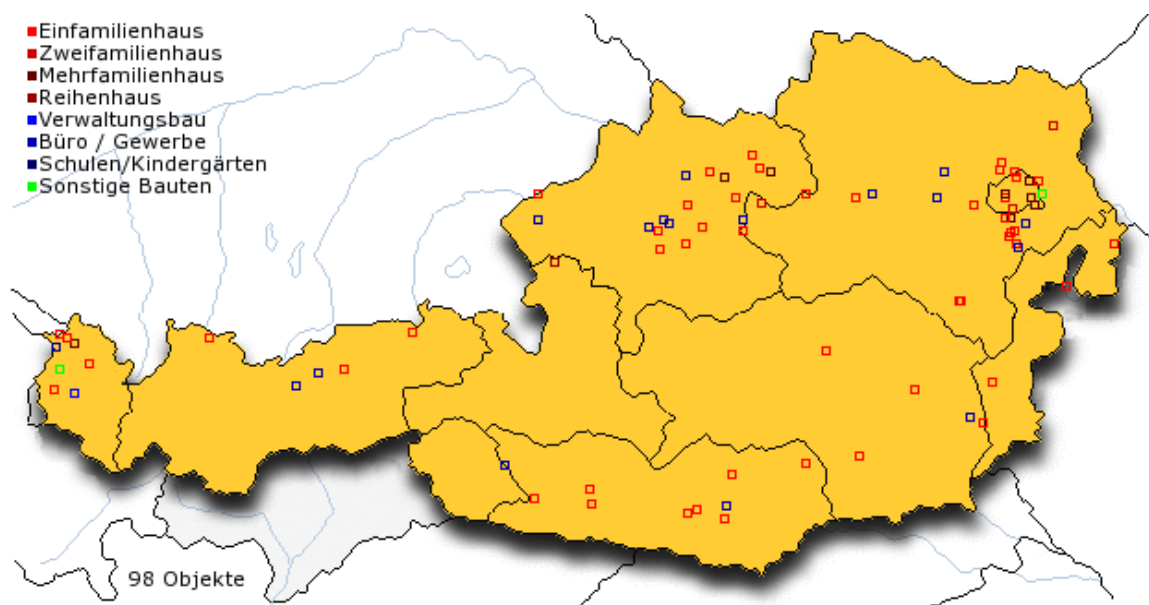 Einfamilienhaus
Zweifamilienhaus
Mehrfamilienhaus
Reihenhaus
Verwaltungsbau
Büro / Gewerbe
Schulen/Kindergärten
Sonstige Bauten
98 Objekte